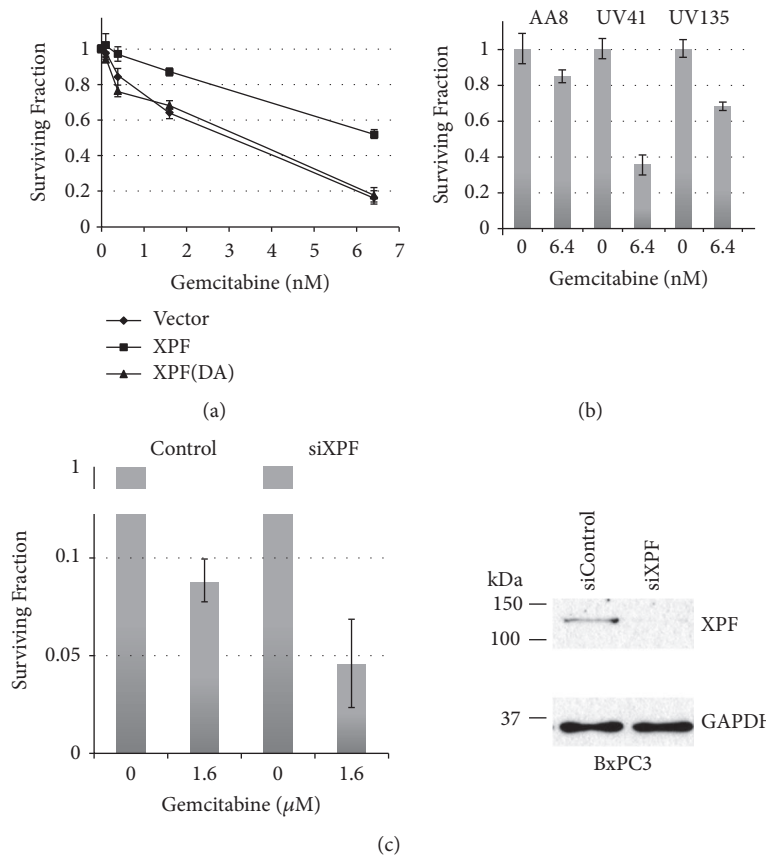 Surviving Fraction
1
0.8
0.6
0.4
0.2
0
0 1 2 3 4 5 6 7
Gemcitabine (nM)
Vector
XPF
XPF(DA)
(a)
AA8 UV41 UV135
Surviving Fraction
1
0.8
0.6
0.4
0.2
0
0 6.4 0 6.4 0 6.4
Gemcitabine (nM)
(b)
Control siXPF
Surviving Fraction
1
0.1
0.05
0
0 1.6 0 1.6
Gemcitabine (μM)
siControl
siXPF
kDa
150
100
XPF
37
GAPDH
BxPC3
(c)